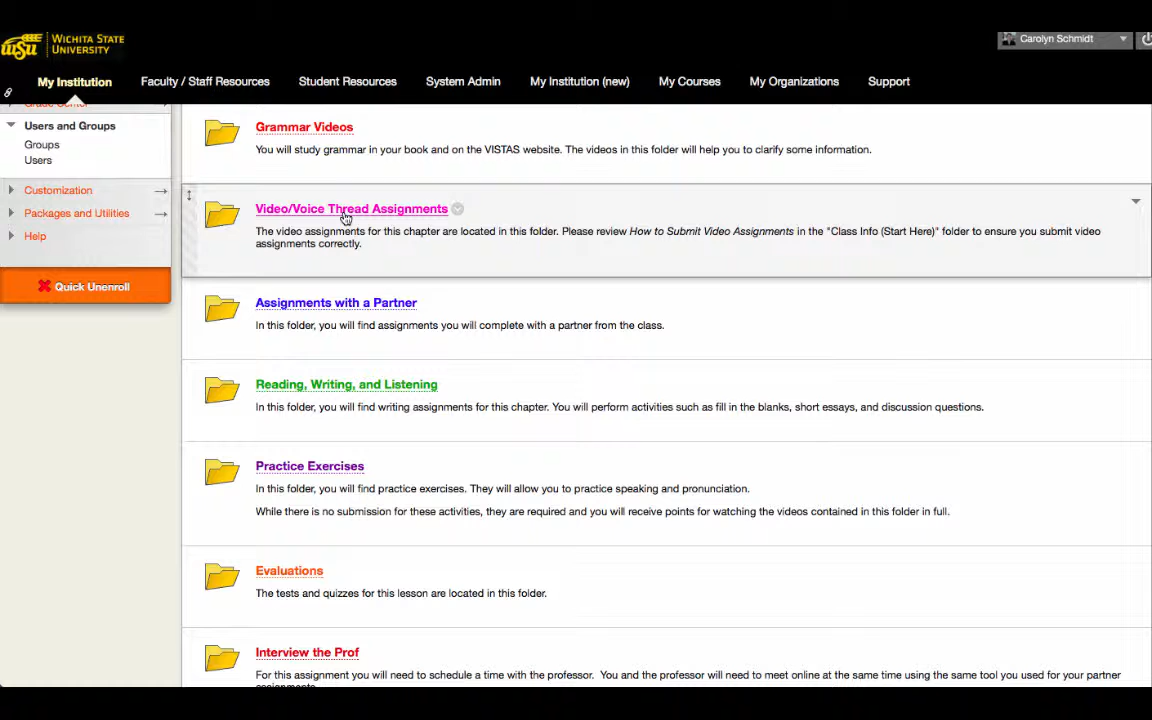 WSU
WICHITA STATE
UNIVERSITY
Carolyn Schmidt
My Institution
Faculty / Staff Resources
Student Resources
System Admin
My Institution (new)
My Courses
My Organizations
Support
Grade Center
Users and Groups
Groups
Users
Customization
Packages and Utilities
Help
Quick Unenroll
Grammar Videos
You will study grammar in your book and on the VISTAS website. The videos in this folder will help you to clarify some information.
Video/Voice Thread Assignments
The video assignments for this chapter are located in this folder. Please review How to Submit Video Assignments in the "Class Info (Start Here)" folder to ensure you submit video
assignments correctly.
Assignments with a Partner
In this folder, you will find assignments you will complete with a partner from the class.
Reading, Writing, and Listening
In this folder, you will find writing assignments for this chapter. You will perform activities such as fill in the blanks, short essays, and discussion questions.
Practice Exercises
In this folder, you will find practice exercises. They will allow you to practice speaking and pronunciation.
While there is no submission for these activities, they are required and you will receive points for watching the videos contained in this folder in full.
Evaluations
The tests and quizzes for this lesson are located in this folder.
Interview the Prof
For this assignment you will need to schedule a time with the professor. You and the professor will need to meet online at the same time using the same tool you used for your partner
assignments.